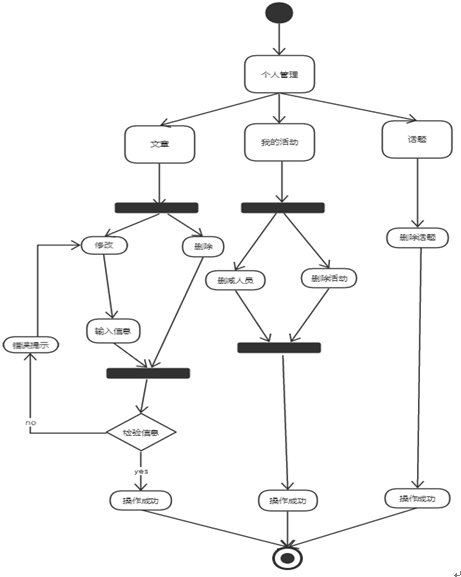 个人管理
文章
我的活动
话题
修改
删除
删减人员
删除活动
删除话题
输入信息
错误提示
no
检验信息
yes
操作成功
操作成功
操作成功